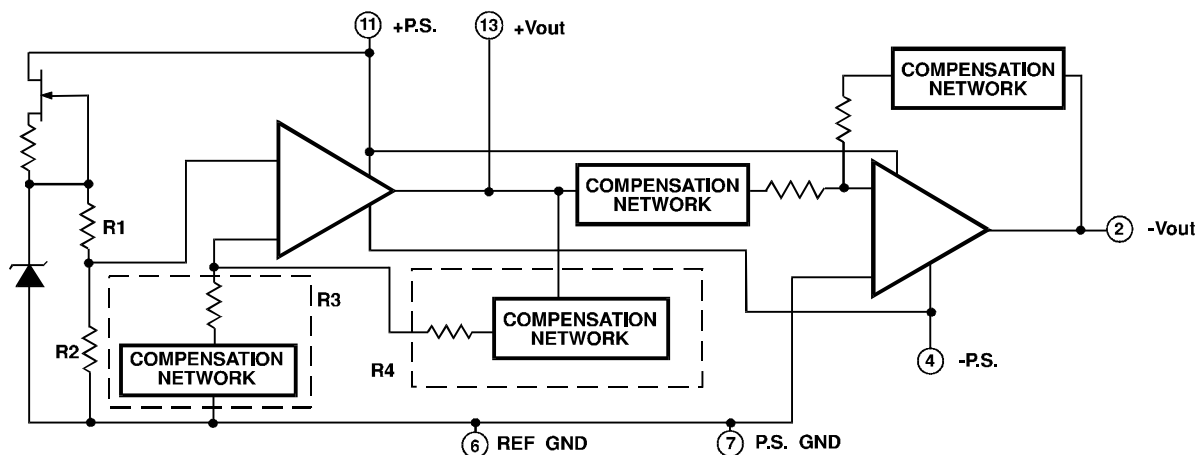 11 +P.S.
13 +Vout
COMPENSATION
NETWORK
COMPENSATION
NETWORK
R1
2 -Vout
R3
COMPENSATION
NETWORK
R2
COMPENSATION
NETWORK
R4
4 -P.S.
6 REF GND
7 P.S. GND